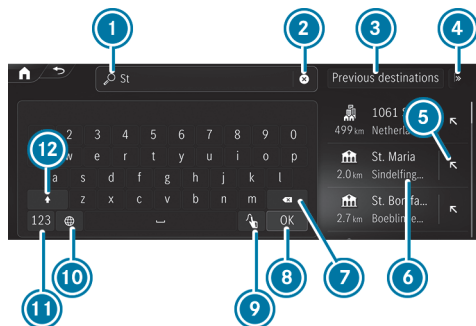 1
2
3
4
St
Previous destinations
1061
499 km Netherla
5
2 3 4 5 6 7 8 9 0
12
w e r t y u i o p
St. Maria
2.0 km Sindelfing...
a s d f g h j k l
z x c v b n m
St. Bonifa...
2.7 km Boeblinge...
123
OK
11
10
9
8
7
6